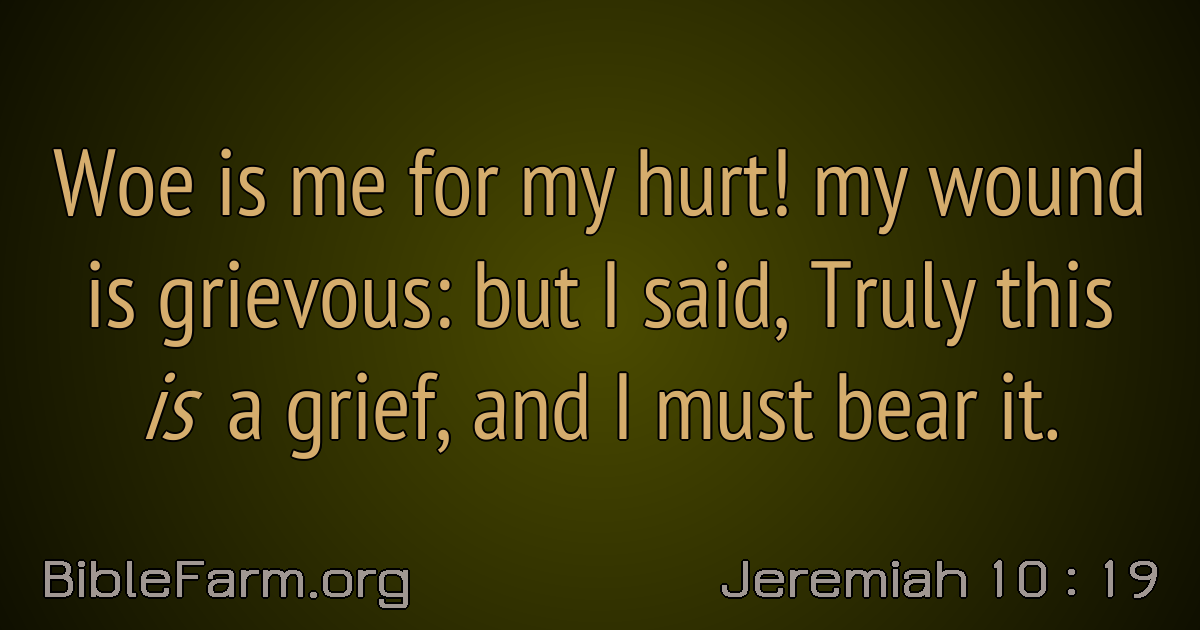 Woe is me for my hurt! my wound
is grievous: but I said, Truly this
is a grief, and I must bear it.
BibleFarm.org
Jeremiah 10 : 19